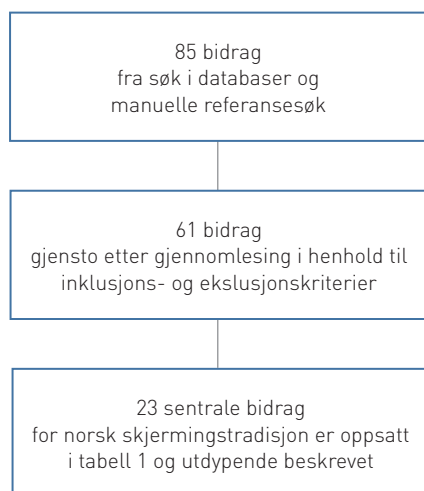 85 bidrag
fra søk i databaser og
manuelle referansesøk
61 bidrag
gjensto etter gjennomlesing i henhold til
inklusjons- og ekslusjonskriterier
23 sentrale bidrag
for norsk skjermingstradisjon er oppsatt
i tabell 1 og utdypende beskrevet